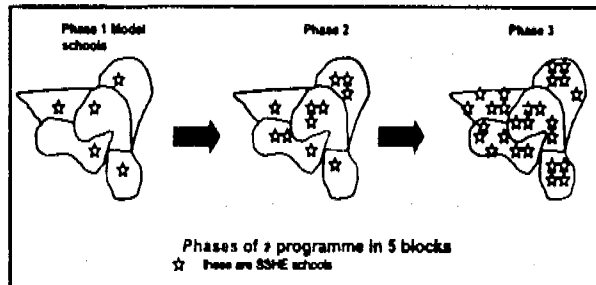 Phase 1 Model
schools
Phase 2
Phase 3
Phases of a programme in 5 blocks
these are SSHE schools